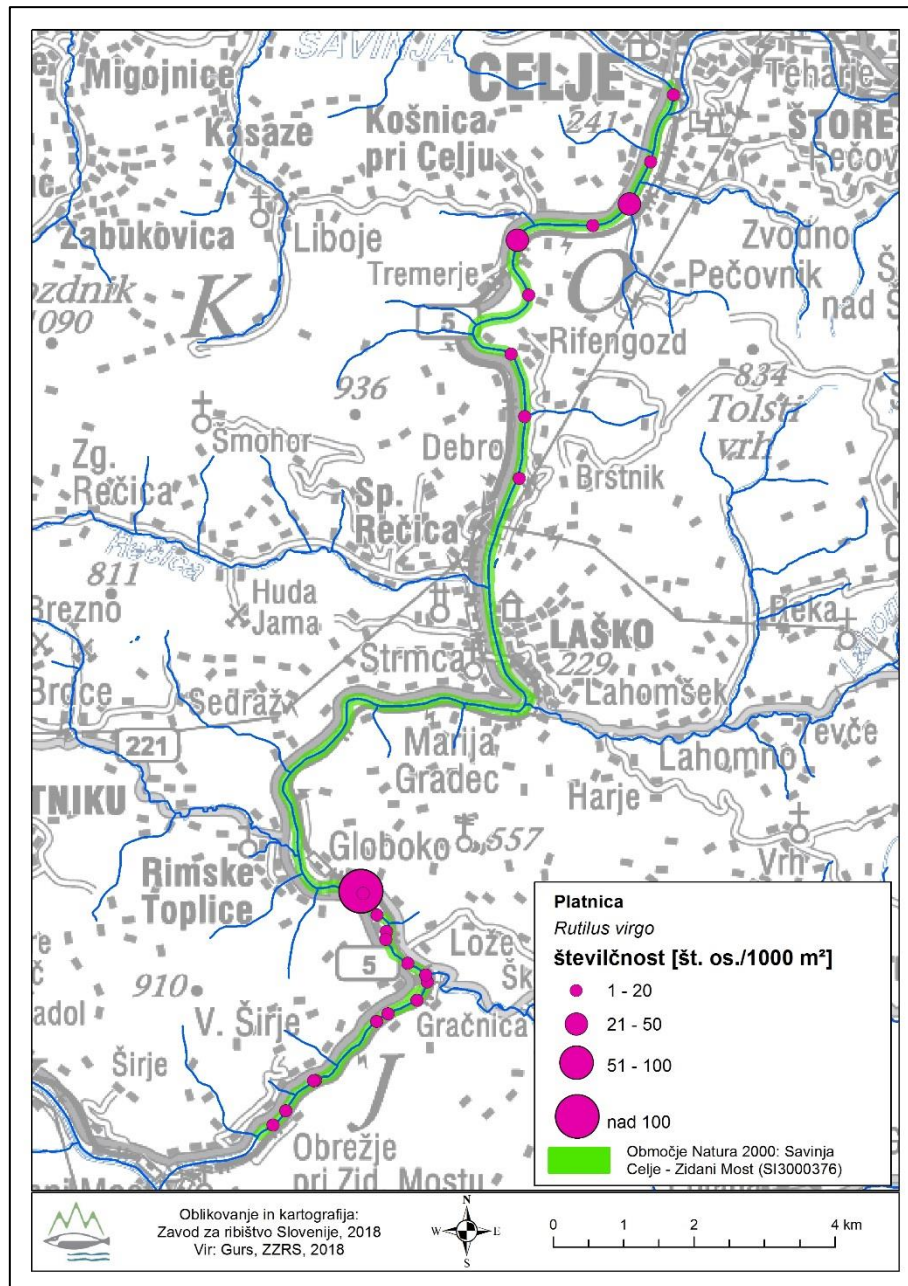 SAVINJA
CELJE
Migojnice
Teharje
Kasaze
Košnica
pri Celju
241
ŠTORE
Pečov
Zabukovica
Liboje
Zvodno
Tremerje
Pečovnik
nad Š
K
O
ozdnik
1090
5
Rifengozd
936
834
Tolsti
vrh
Šmohor
Debro
Brstnik
Zg.
Rečica
Sp.
Rečica
Rečica
811
Huda
Jama
Brezno
Reka
LAŠKO
229
Strmca
Lahomšek
Broce
Sedraž
221
Marija
Gradec
Lahomno
Tevče
Harje
TNIKU
Globoko
557
Vrh
Rimske
Toplice
Lože
5
910
V. Širje
Gračnica
adol
Širje
J
Obrežje
pri Zid. Mostu
Platnica
Rutilus virgo
številčnost [št. os./1000 m²]
1 - 20
21 - 50
51 - 100
nad 100
Območje Natura 2000: Savinja
Celje - Zidani Most (SI3000376)
Oblikovanje in kartografija:
Zavod za ribištvo Slovenije, 2018
Vir: Gurs, ZZRS, 2018
N
W E
S
0 1 2 4 km